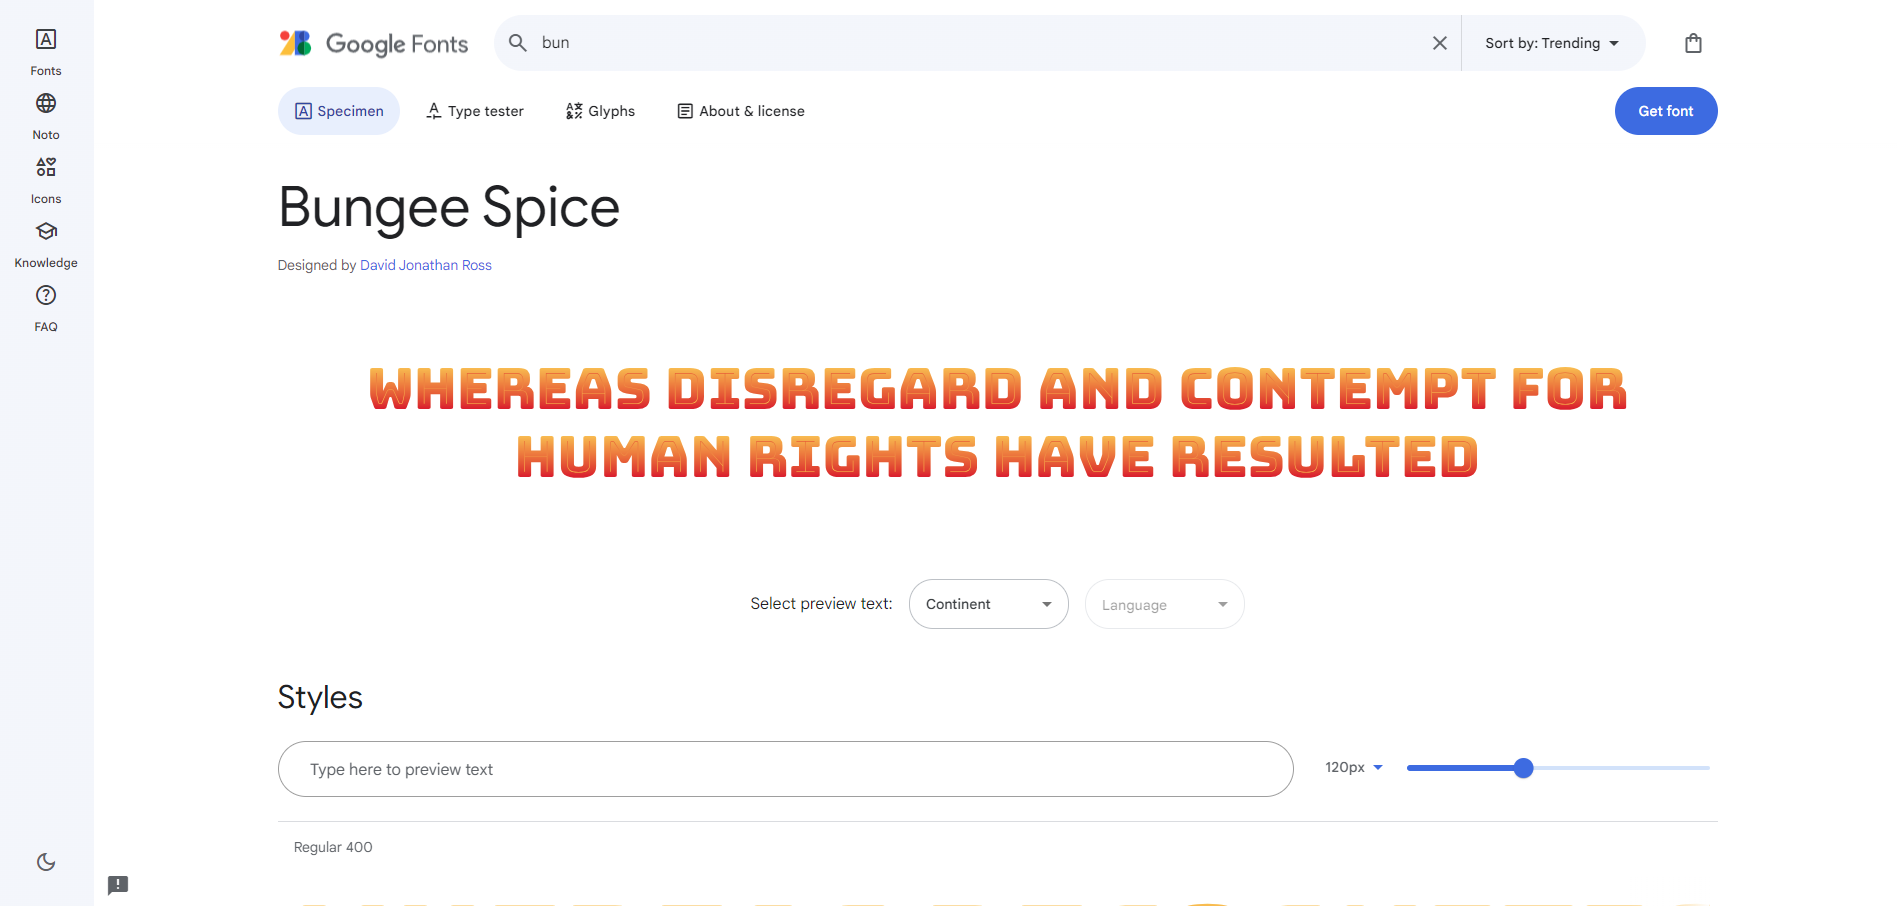 Fonts
Noto
Icons
Knowledge
FAQ
Google Fonts
bun
Sort by: Trending
Specimen
Type tester
Glyphs
About & license
Get font
Bungee Spice
Designed by David Jonathan Ross
WHEREAS DISREGARD AND CONTEMPT FOR
HUMAN RIGHTS HAVE RESULTED
Select preview text:
Continent
Language
Styles
Type here to preview text
120px
Regular 400